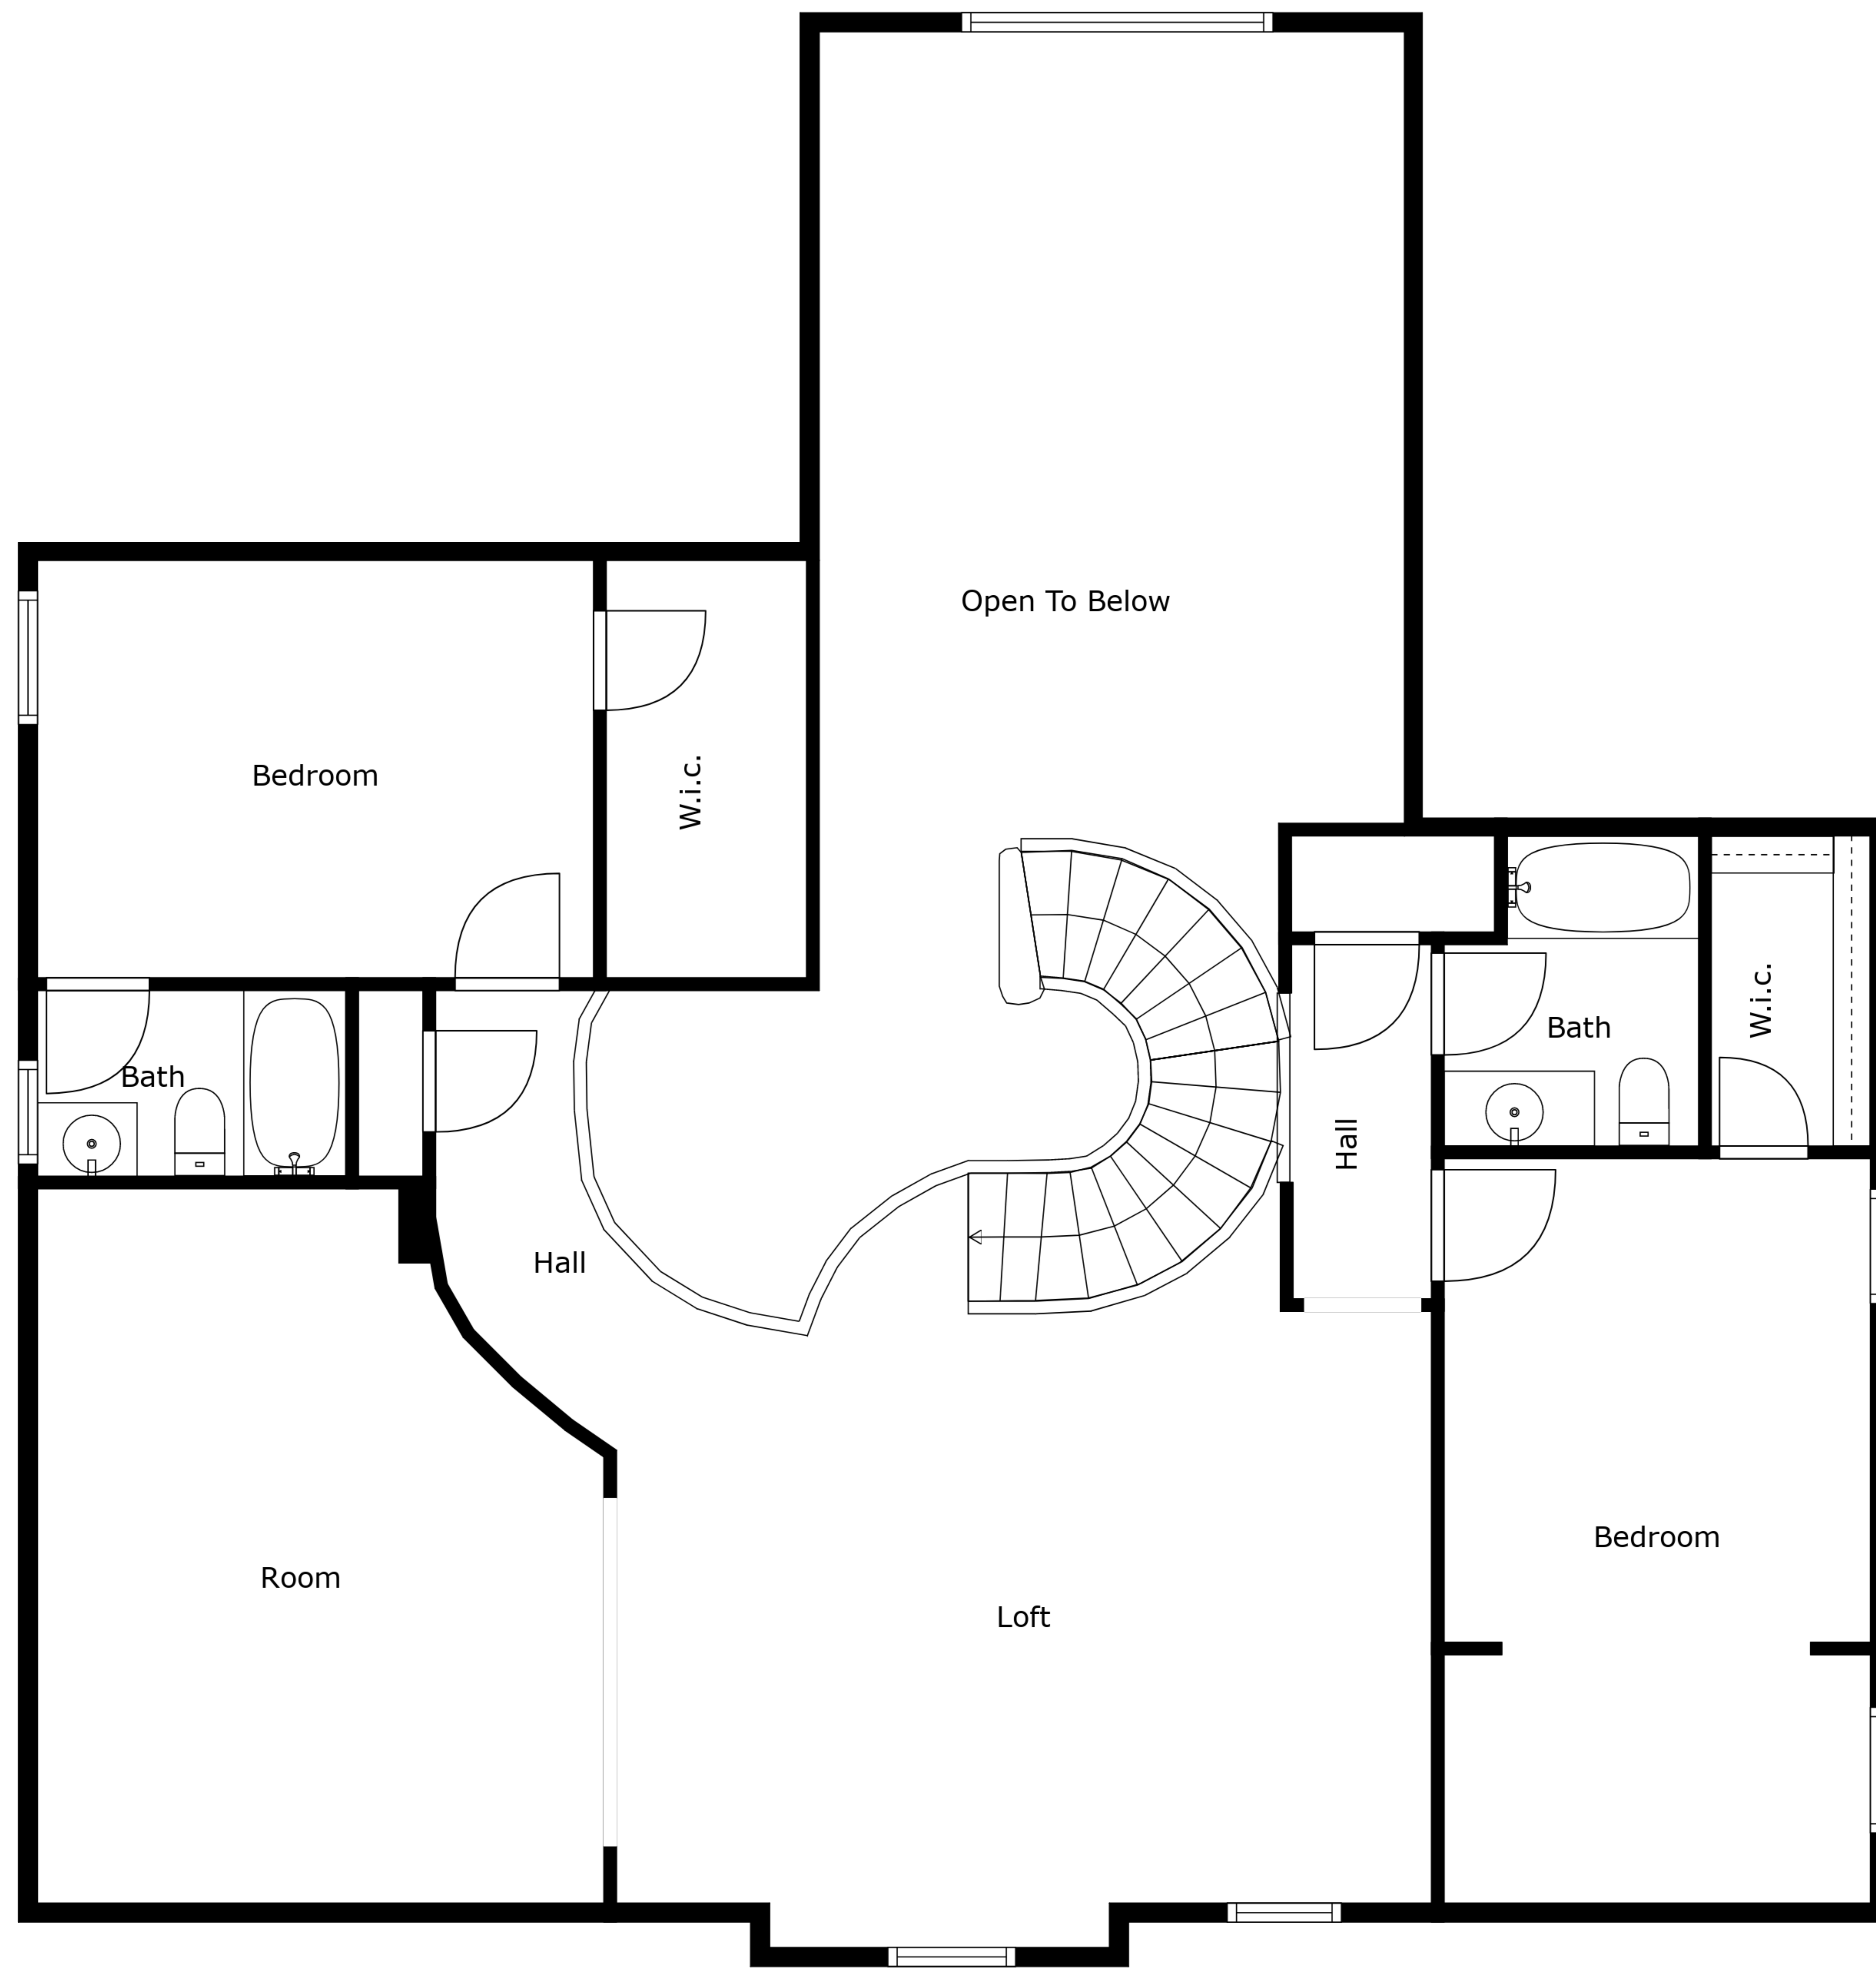 Open To Below
Bedroom
W.i.c.
W.i.c.
Bath
Bath
Hall
Hall
Bedroom
Room
Loft